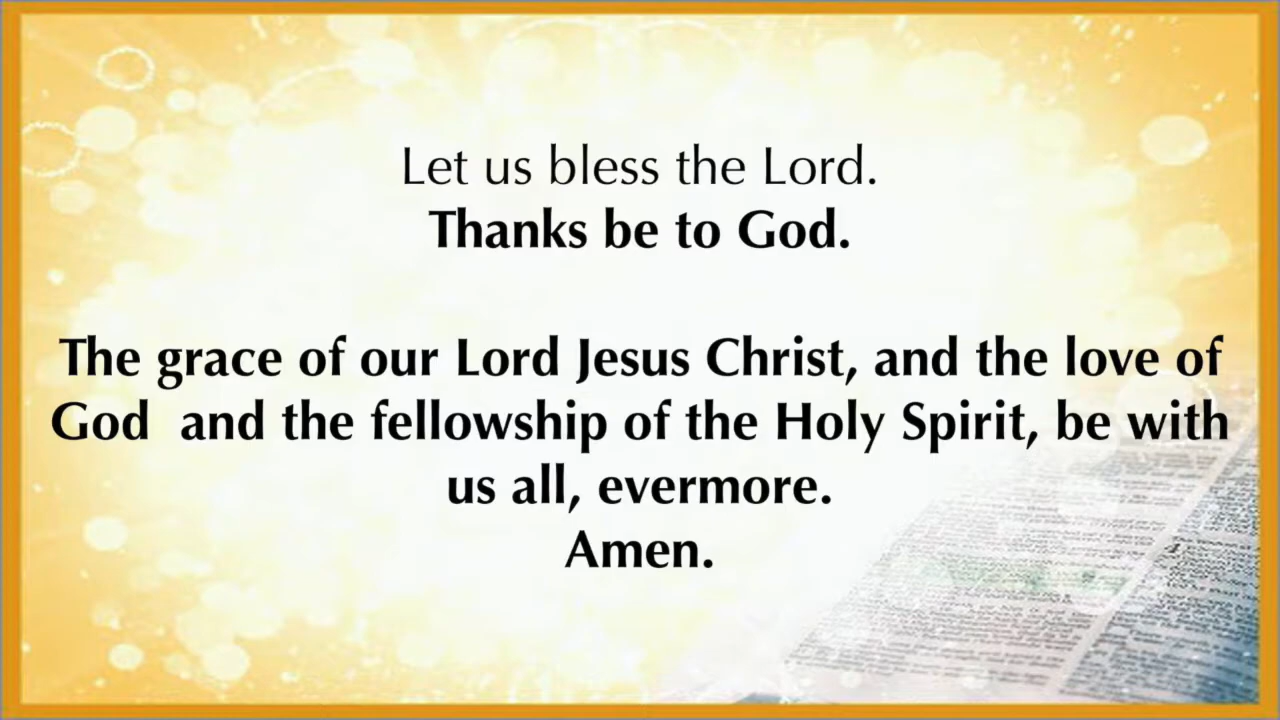 Let us bless the Lord.
Thanks be to God.
The grace of our Lord Jesus Christ, and the love of
God  and the fellowship of the Holy Spirit, be with
us all, evermore.
Amen.